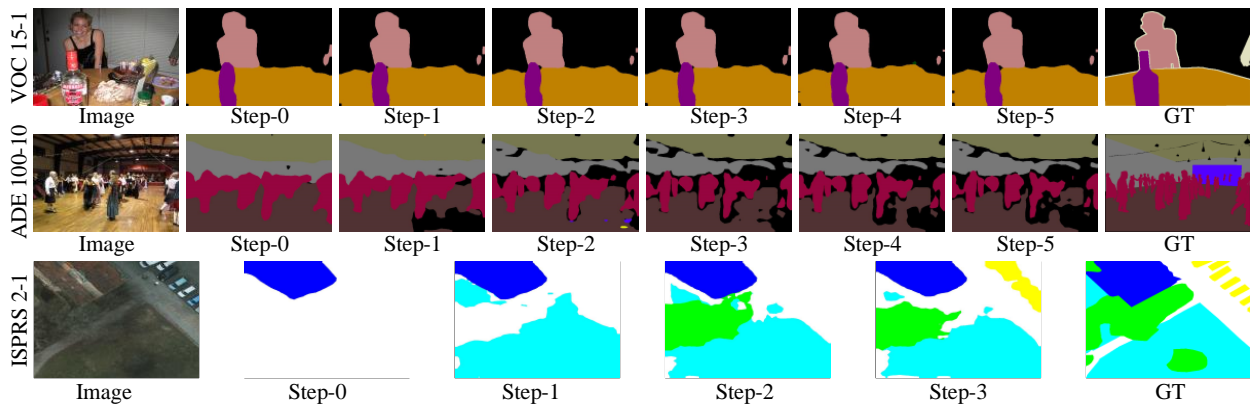 VOC 15-1
Image Step-0 Step-1 Step-2 Step-3 Step-4 Step-5 GT
ADE 100-10
Image Step-0 Step-1 Step-2 Step-3 Step-4 Step-5 GT
ISPRS 2-1
Image Step-0 Step-1 Step-2 Step-3 GT